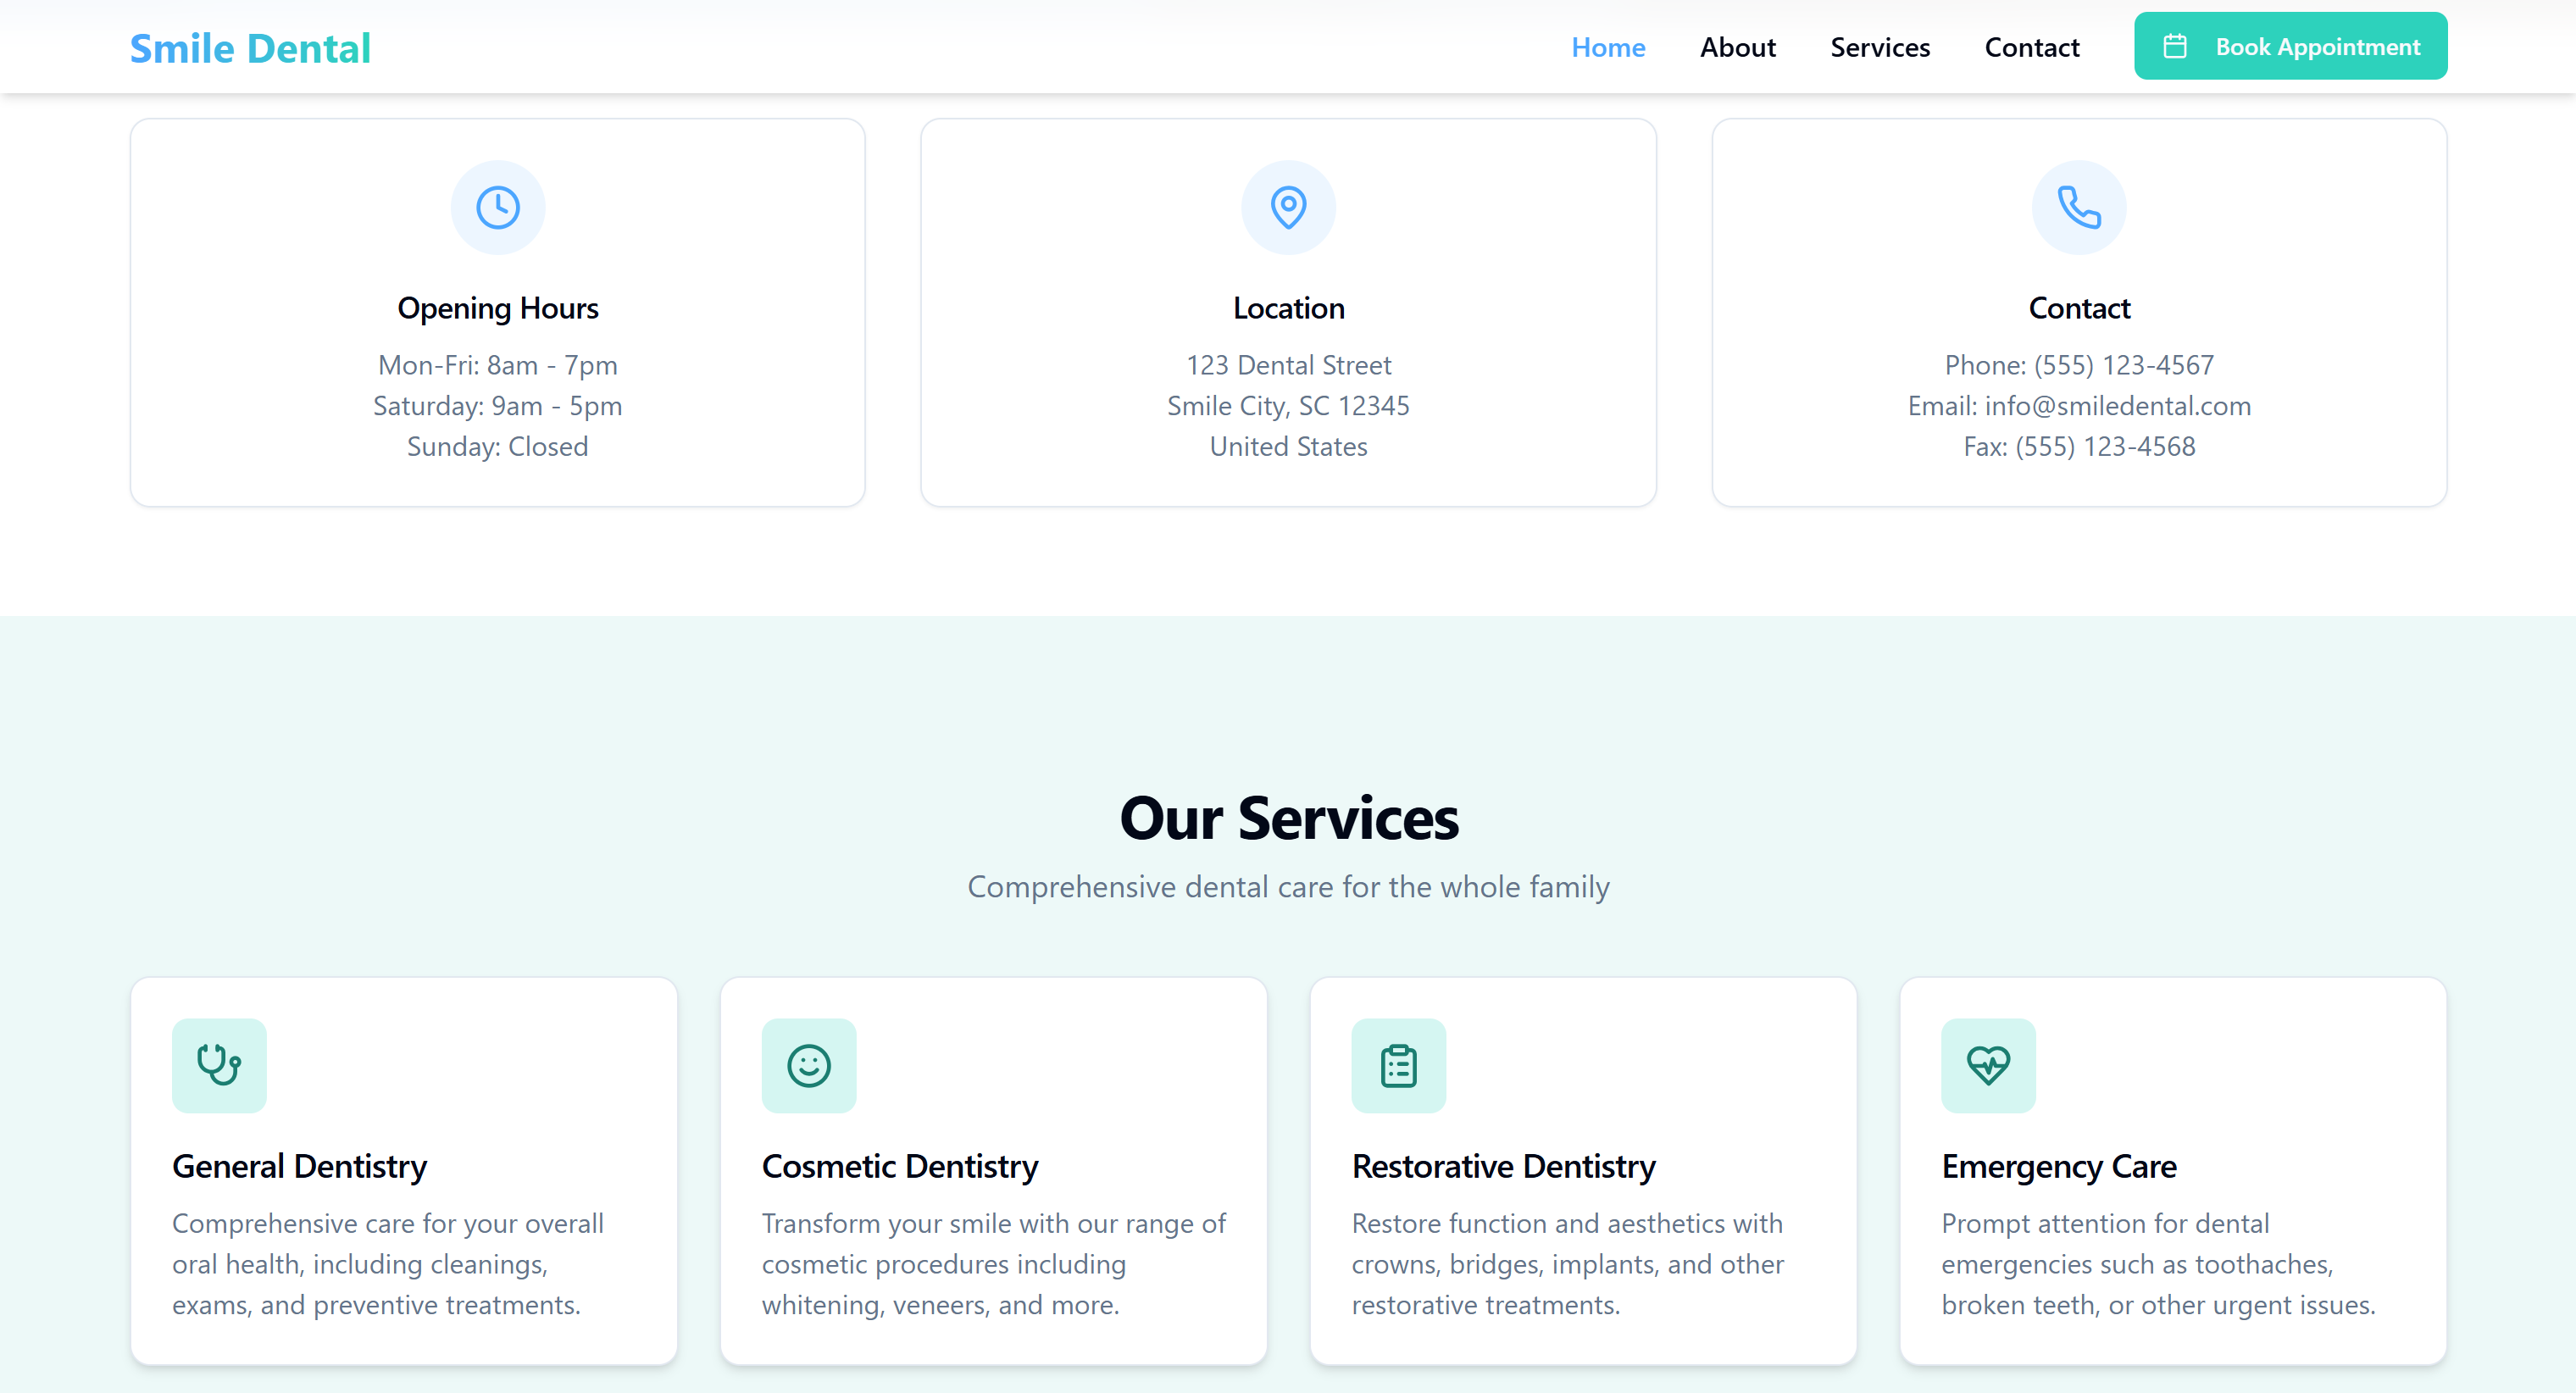 Smile Dental
Home
About
Services
Contact
Book Appointment
Opening Hours
Mon-Fri: 8am - 7pm
Saturday: 9am - 5pm
Sunday: Closed
Location
123 Dental Street
Smile City, SC 12345
United States
Contact
Phone: (555) 123-4567
Email: info@smiledental.com
Fax: (555) 123-4568
Our Services
Comprehensive dental care for the whole family
General Dentistry
Comprehensive care for your overall
oral health, including cleanings,
exams, and preventive treatments.
Cosmetic Dentistry
Transform your smile with our range of
cosmetic procedures including
whitening, veneers, and more.
Restorative Dentistry
Restore function and aesthetics with
crowns, bridges, implants, and other
restorative treatments.
Emergency Care
Prompt attention for dental
emergencies such as toothaches,
broken teeth, or other urgent issues.